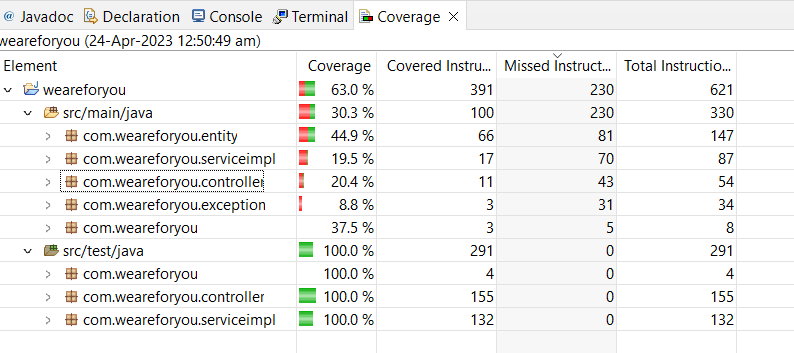 @ Javadoc Declaration Console Terminal Coverage
weareforyou (24-Apr-2023 12:50:49 am)
Element Coverage Covered Instru... Missed Instruct... Total Instructio...
weareforyou 63.0 % 391 230 621
src/main/java 30.3 % 100 230 330
com.weareforyou.entity 44.9 % 66 81 147
com.weareforyou.serviceimpl 19.5 % 17 70 87
com.weareforyou.controller 20.4 % 11 43 54
com.weareforyou.exception 8.8 % 3 31 34
com.weareforyou 37.5 % 3 5 8
src/test/java 100.0 % 291 0 291
com.weareforyou 100.0 % 4 0 4
com.weareforyou.controller 100.0 % 155 0 155
com.weareforyou.serviceimpl 100.0 % 132 0 132